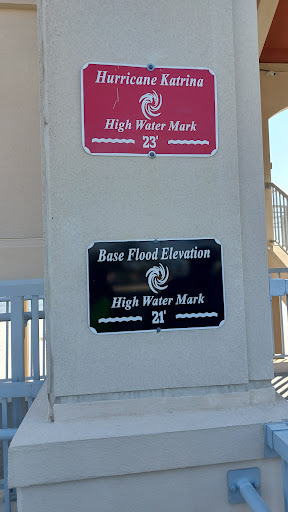 Hurricane Katrina
High Water Mark
23'
Base Flood Elevation
High Water Mark
21'